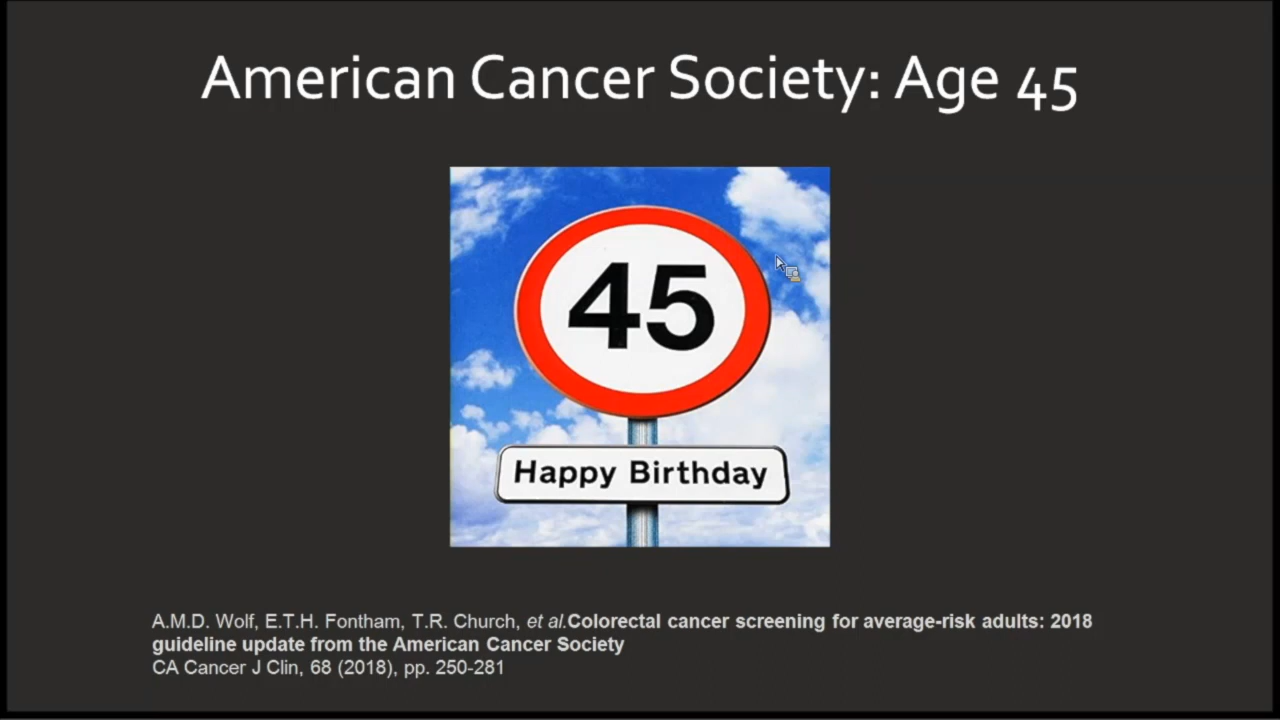 American Cancer Society: Age 45
45
Happy Birthday
A.M.D. Wolf, E.T.H. Fontham, T.R. Church, et al.Colorectal cancer screening for average-risk adults: 2018
guideline update from the American Cancer Society
CA Cancer J Clin, 68 (2018), pp. 250-281